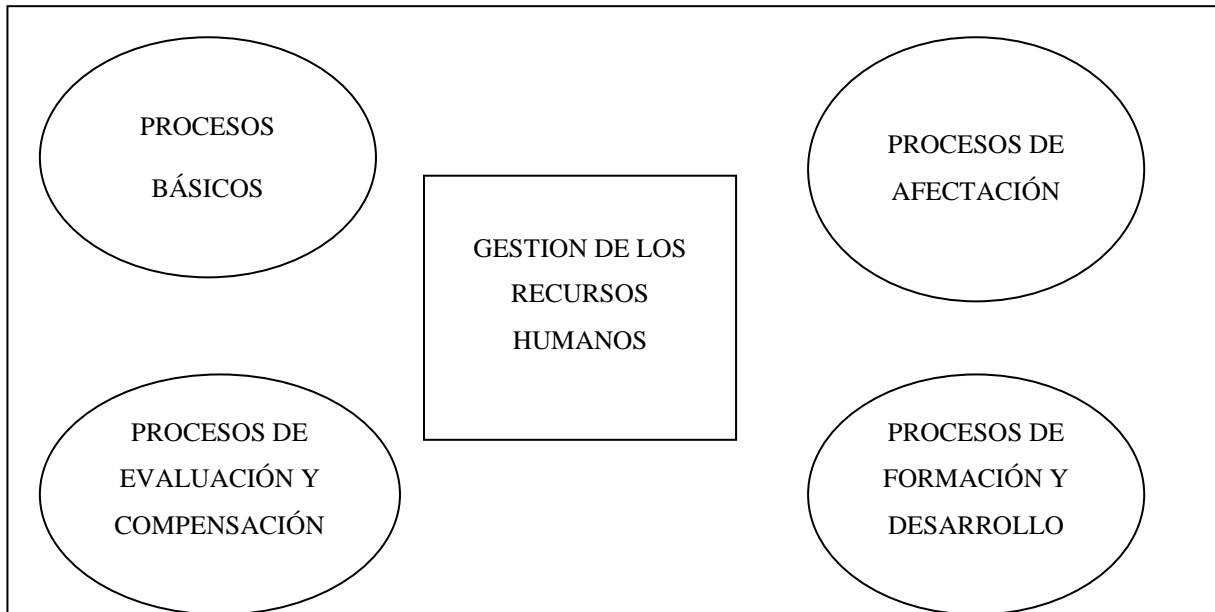 PROCESOS
BÁSICOS
PROCESOS DE
AFECTACIÓN
GESTION DE LOS
RECURSOS
HUMANOS
PROCESOS DE
EVALUACIÓN Y
COMPENSACIÓN
PROCESOS DE
FORMACIÓN Y
DESARROLLO